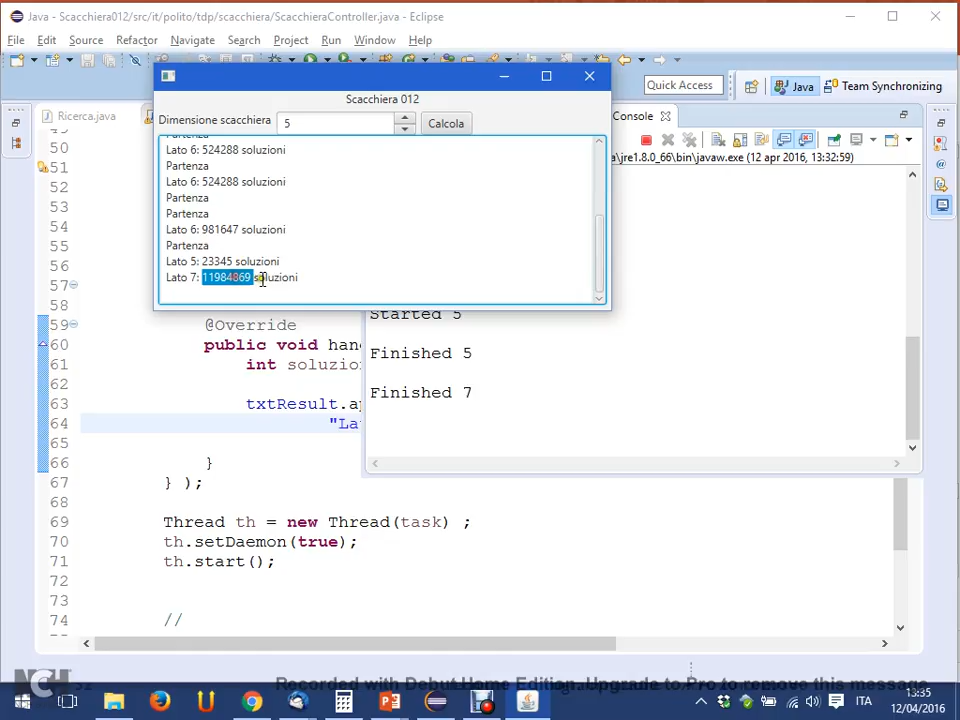 Java - Scacchiera012/src/it/polito/tdp/scacchiera/ScacchieraController.java - Eclipse
File Edit Source Refactor Navigate Search Project Run Window Help
Quick Access
Java
Team Synchronizing
Ricerca.java
Console
a\jre1.8.0_66\bin\javaw.exe (12 apr 2016, 13:32:59)
Scacchiera 012
Dimensione scacchiera 5 Calcola
Partenza
Lato 6: 524288 soluzioni
Partenza
Lato 6: 524288 soluzioni
Partenza
Partenza
Lato 6: 981647 soluzioni
Partenza
Lato 5: 23345 soluzioni
Lato 7: 11984869 soluzioni
Started 5
Finished 5
Finished 7
49
50
51
52
53
54
55
56
57
58
59 @Override
60 public void han
61 int soluzio
62
63 txtResult.a
64 "La
65
66 }
67 } );
68
69 Thread th = new Thread(task) ;
70 th.setDaemon(true);
71 th.start();
72
73
74 //
NCH
Recorded with Debut Home Edition. Upgrade to Pro to remove this message
ITA
13:35
12/04/2016